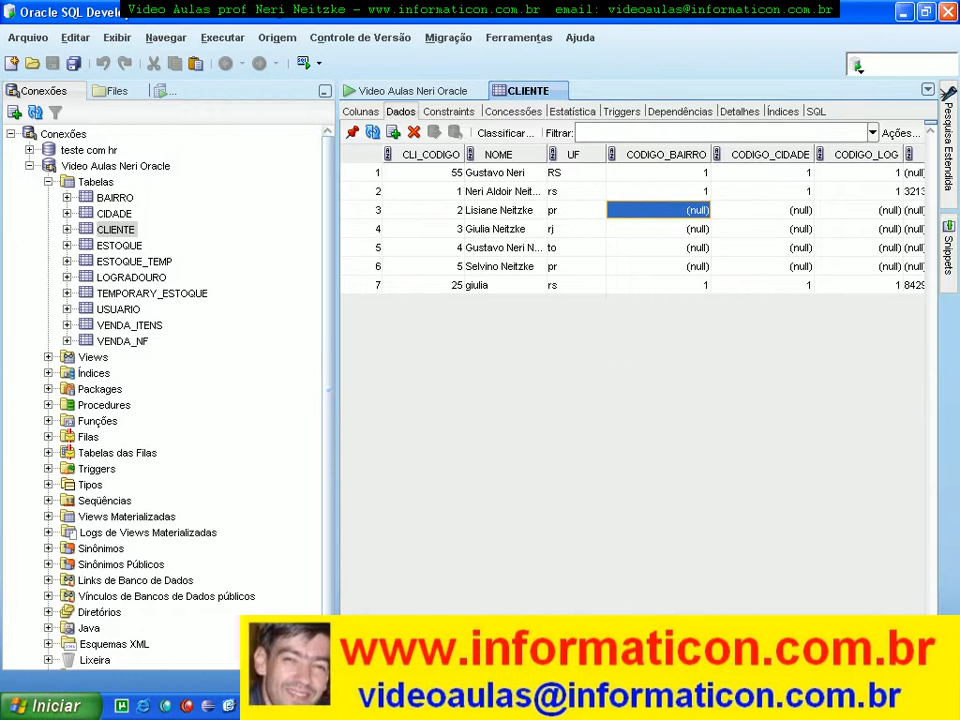 Oracle SQL Develo
Video Aulas prof Neri Neitzke – www.informaticon.com.br email: videoaulas@informaticon.com.br
Arquivo Editar Exibir Navegar Executar Origem Controle de Versão Migração Ferramentas Ajuda
Conexões Files ...
Video Aulas Neri Oracle CLIENTE
Colunas Dados Constraints Concessões Estatística Triggers Dependências Detalhes Índices SQL
Classificar... Filtrar: Ações...
CLI_CODIGO NOME UF CODIGO_BAIRRO CODIGO_CIDADE CODIGO_LOG
1 55 Gustavo Neri RS 1 1 1 (null)
2 1 Neri Aldoir Neit... rs 1 1 1 3213
3 2 Lisiane Neitzke pr (null) (null) (null) (null)
4 3 Giulia Neitzke rj (null) (null) (null) (null)
5 4 Gustavo Neri N... to (null) (null) (null) (null)
6 5 Selvino Neitzke pr (null) (null) (null) (null)
7 25 giulia rs 1 1 1 8429
Conexões
teste com hr
Video Aulas Neri Oracle
Tabelas
BAIRRO
CIDADE
CLIENTE
ESTOQUE
ESTOQUE_TEMP
LOGRADOURO
TEMPORARY_ESTOQUE
USUARIO
VENDA_ITENS
VENDA_NF
Views
Índices
Packages
Procedures
Funções
Filas
Tabelas das Filas
Triggers
Tipos
Seqüências
Views Materializadas
Logs de Views Materializadas
Sinônimos
Sinônimos Públicos
Links de Banco de Dados
Vínculos de Bancos de Dados públicos
Diretórios
Java
Esquemas XML
Lixeira
Pesquisa Estendida
Snippets
www.informaticon.com.br
videoaulas@informaticon.com.br
Iniciar